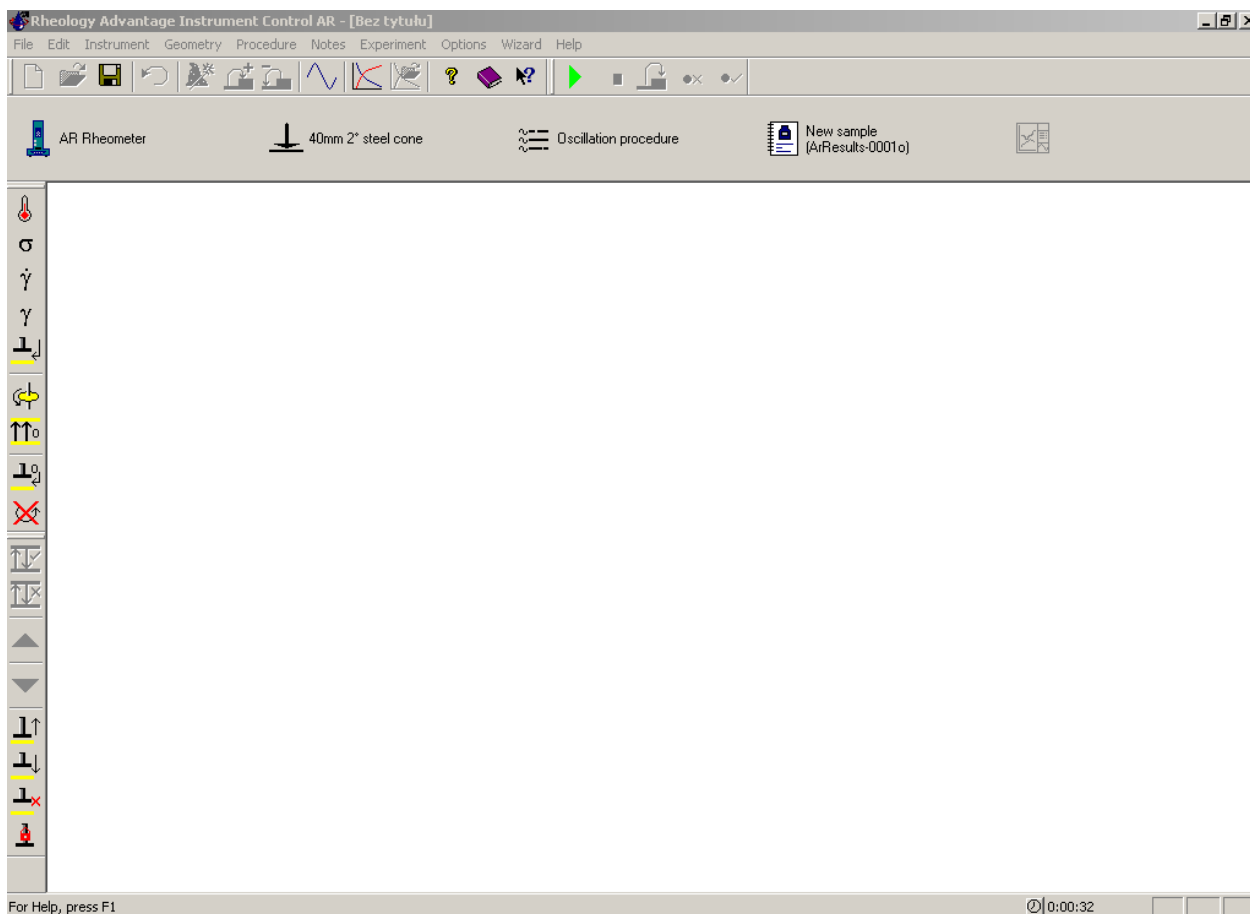 Rheology Advantage Instrument Control AR - [Bez tytułu]
File Edit Instrument Geometry Procedure Notes Experiment Options Wizard Help
AR Rheometer
40mm 2° steel cone
Oscillation procedure
New sample
(ArResults-0001o)
σ
γ̇
γ
For Help, press F1
0:00:32